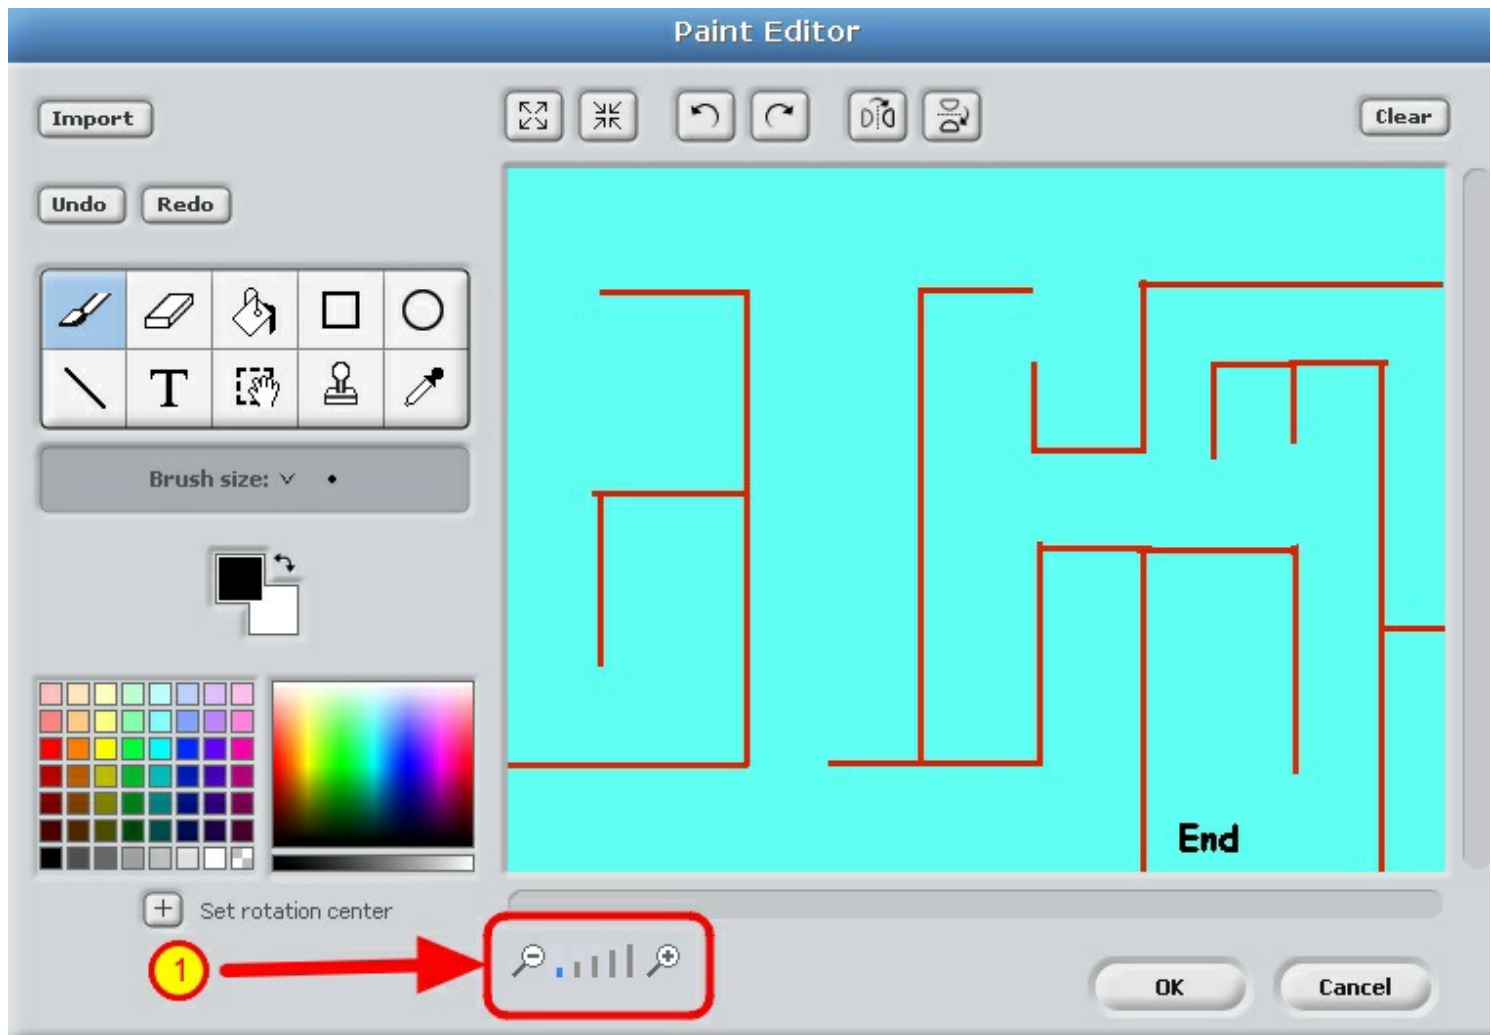 Paint Editor
Import
Clear
Undo Redo
T
Brush size:
End
Set rotation center
1
OK Cancel